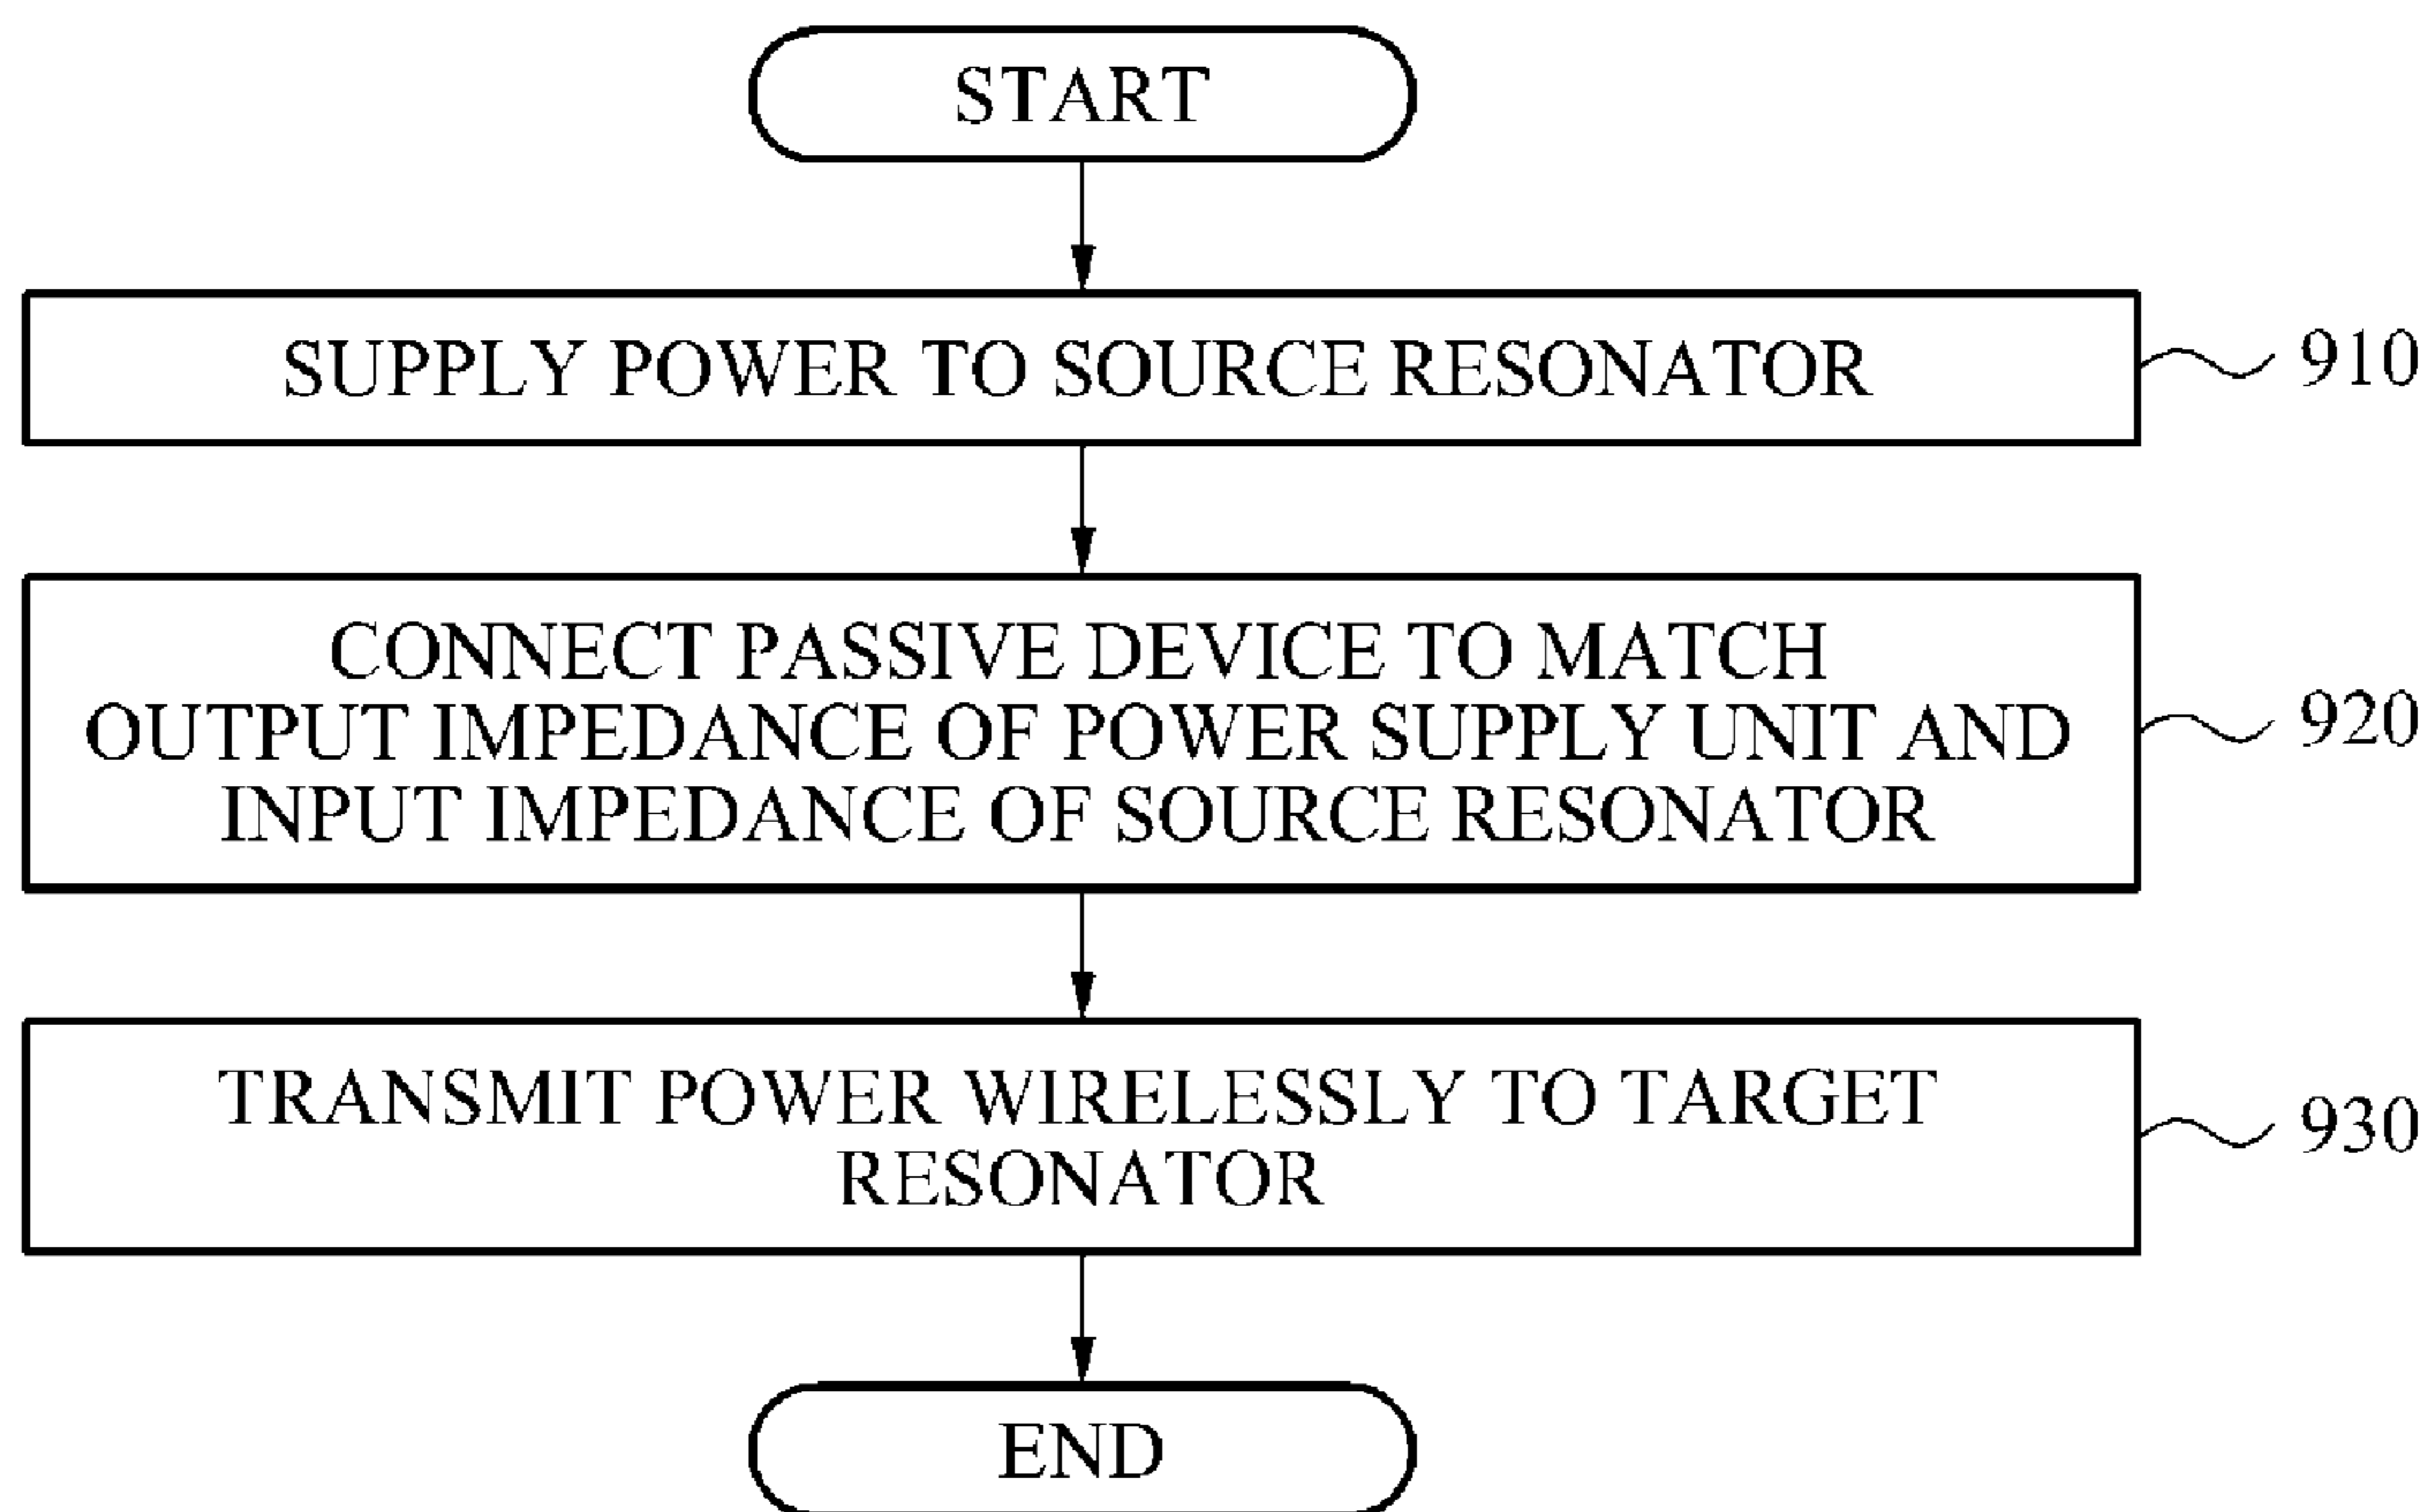 START
SUPPLY POWER TO SOURCE RESONATOR
910
CONNECT PASSIVE DEVICE TO MATCH
OUTPUT IMPEDANCE OF POWER SUPPLY UNIT AND
INPUT IMPEDANCE OF SOURCE RESONATOR
920
TRANSMIT POWER WIRELESSLY TO TARGET
RESONATOR
930
END